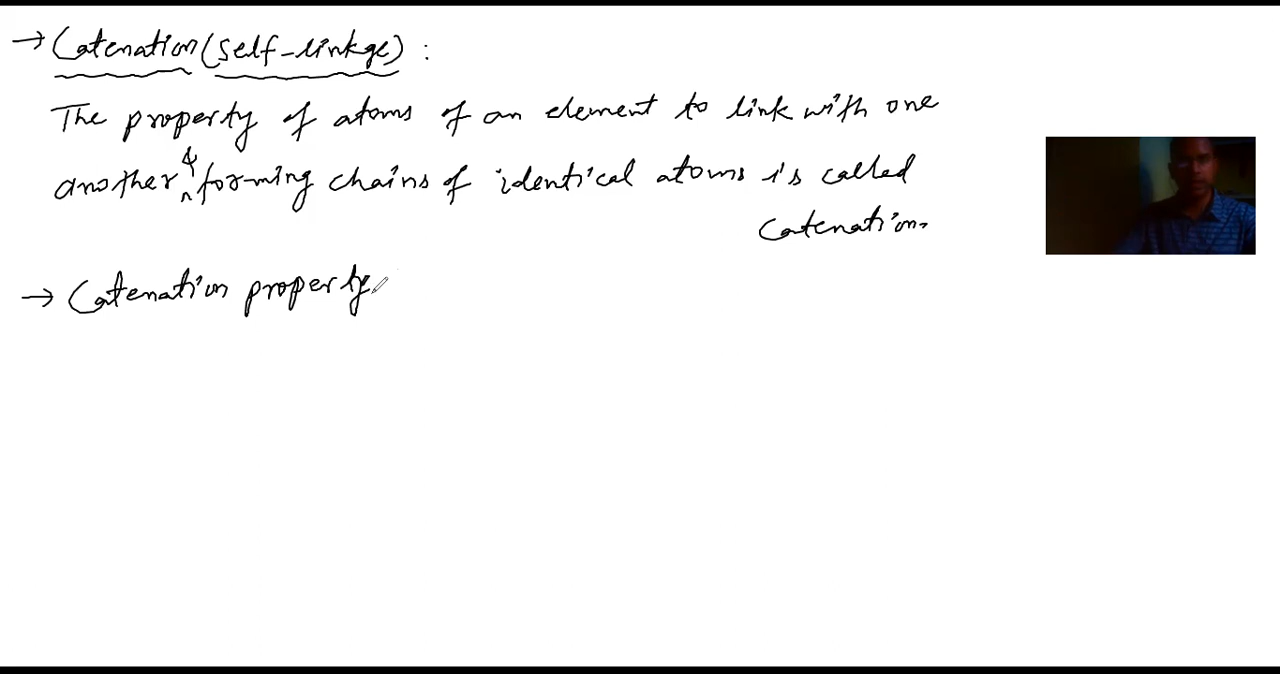 → Catenation (self-linkge) :
The property of atoms of an element to link with one
another & forming chains of identical atoms is called
Catenation.
→ Catenation property